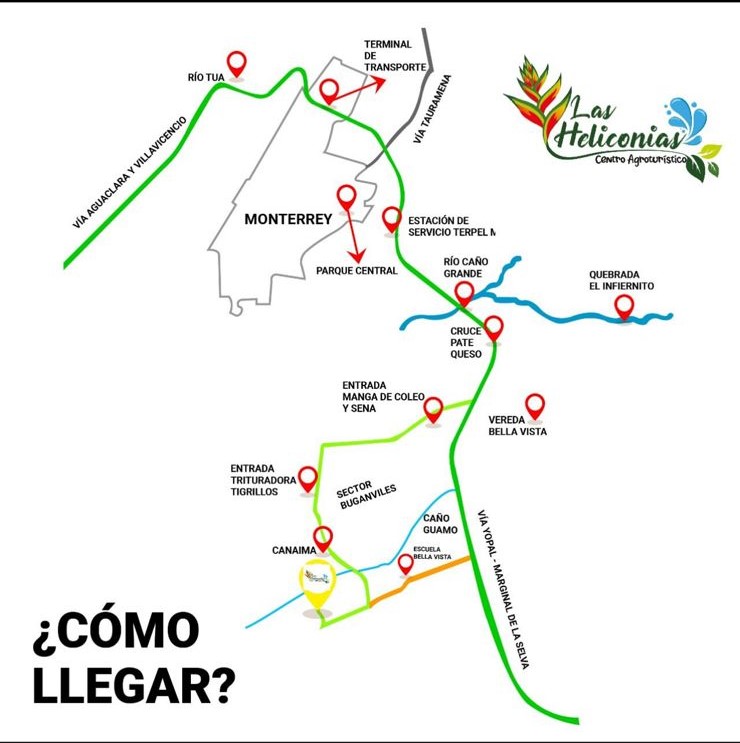 TERMINAL
DE
TRANSPORTE
RÍO TUA
VÍA TAURAMENA
Las
Heliconias
Centro Agroturístico
VÍA AGUACLARA Y VILLAVICENCIO
MONTERREY
ESTACIÓN DE
SERVICIO TERPEL M
PARQUE CENTRAL
RÍO CAÑO
GRANDE
QUEBRADA
EL INFIERNITO
CRUCE
PATE
QUESO
ENTRADA
MANGA DE COLEO
Y SENA
VEREDA
BELLA VISTA
ENTRADA
TRITURADORA
TIGRILLOS
SECTOR
BUGANVILES
CAÑO
GUAMO
VÍA YOPAL - MARGINAL DE LA SELVA
CANAIMA
ESCUELA
BELLA VISTA
¿CÓMO
LLEGAR?